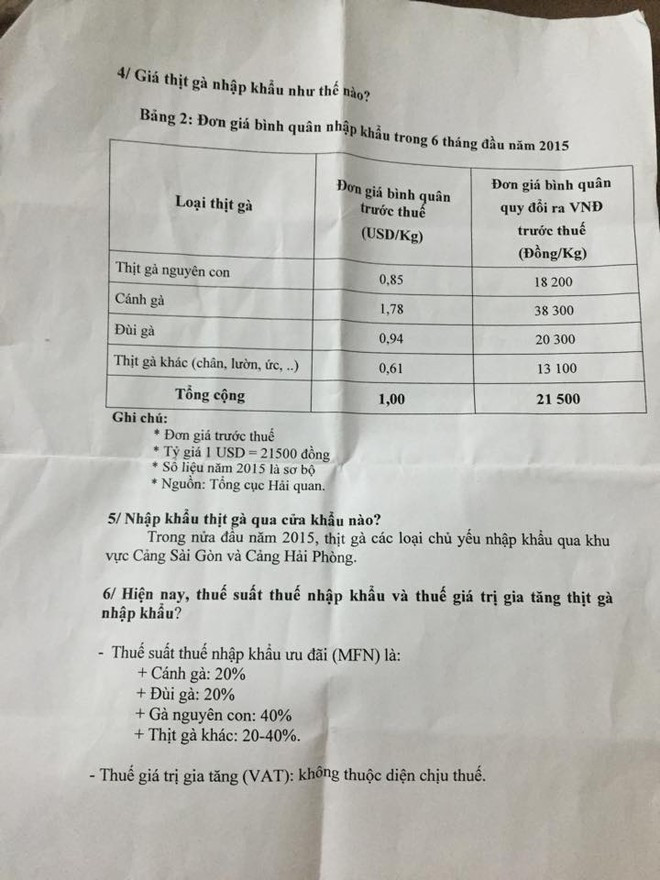 4/ Giá thịt gà nhập khẩu như thế nào?
Bảng 2: Đơn giá bình quân nhập khẩu trong 6 tháng đầu năm 2015
Loại thịt gà
Đơn giá bình quân
trước thuế
(USD/Kg)
Đơn giá bình quân
quy đổi ra VNĐ
trước thuế
(Đồng/Kg)
Thịt gà nguyên con 0,85 18 200
Cánh gà 1,78 38 300
Đùi gà 0,94 20 300
Thịt gà khác (chân, lườn, ức, ..) 0,61 13 100
Tổng cộng 1,00 21 500
Ghi chú:
* Đơn giá trước thuế
* Tỷ giá 1 USD = 21500 đồng
* Số liệu năm 2015 là sơ bộ
* Nguồn: Tổng cục Hải quan.
5/ Nhập khẩu thịt gà qua cửa khẩu nào?
Trong nửa đầu năm 2015, thịt gà các loại chủ yếu nhập khẩu qua khu
vực Cảng Sài Gòn và Cảng Hải Phòng.
6/ Hiện nay, thuế suất thuế nhập khẩu và thuế giá trị gia tăng thịt gà
nhập khẩu?
- Thuế suất thuế nhập khẩu ưu đãi (MFN) là:
+ Cánh gà: 20%
+ Đùi gà: 20%
+ Gà nguyên con: 40%
+ Thịt gà khác: 20-40%.
- Thuế giá trị gia tăng (VAT): không thuộc diện chịu thuế.